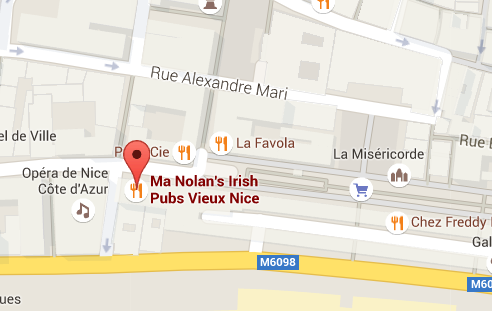 Rue Alexandre Mari
el de Ville
La Favola
Cie
La Miséricorde
Opéra de Nice
Côte d'Azur
Ma Nolan's Irish
Pubs Vieux Nice
Chez Freddy
Gal
M6098
M60
ues